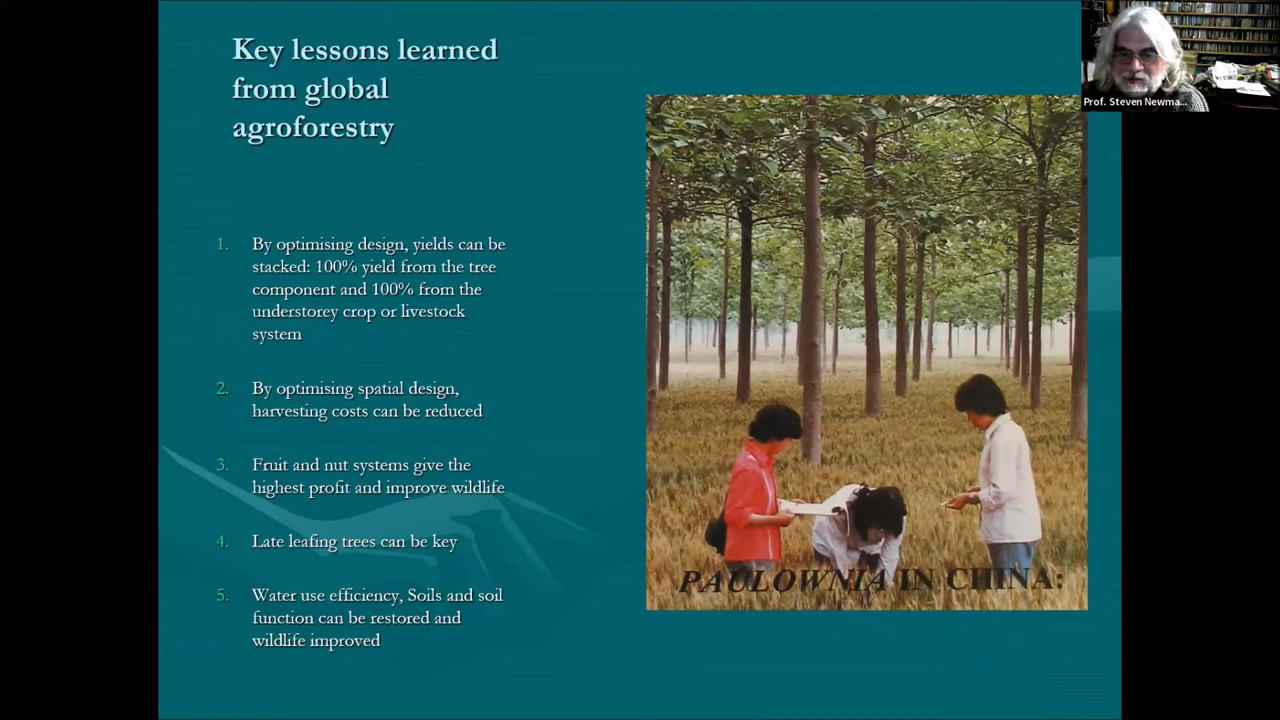 Key lessons learned
from global
agroforestry
1. By optimising design, yields can be
stacked: 100% yield from the tree
component and 100% from the
understorey crop or livestock
system
2. By optimising spatial design,
harvesting costs can be reduced
3. Fruit and nut systems give the
highest profit and improve wildlife
4. Late leafing trees can be key
5. Water use efficiency, Soils and soil
function can be restored and
wildlife improved
PAULOWNIA IN CHINA:
Prof. Steven Newma...